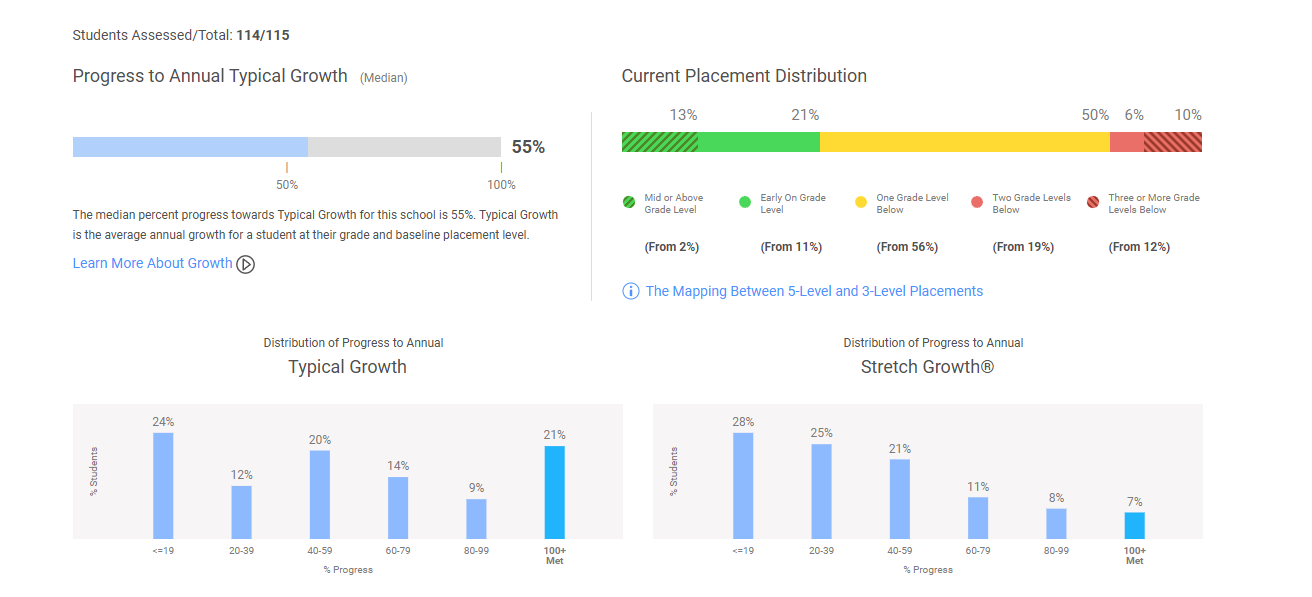 Students Assessed/Total: 114/115
Progress to Annual Typical Growth (Median)
55%
50%
100%
The median percent progress towards Typical Growth for this school is 55%. Typical Growth
is the average annual growth for a student at their grade and baseline placement level.
Learn More About Growth
Current Placement Distribution
13% 21% 50% 6% 10%
Mid or Above
Grade Level
(From 2%)
Early On Grade
Level
(From 11%)
One Grade Level
Below
(From 56%)
Two Grade Levels
Below
(From 19%)
Three or More Grade
Levels Below
(From 12%)
The Mapping Between 5-Level and 3-Level Placements
Distribution of Progress to Annual
Typical Growth
% Students
24% 12% 20% 14% 9% 21%
<=19 20-39 40-59 60-79 80-99 100+
Met
% Progress
Distribution of Progress to Annual
Stretch Growth®
% Students
28% 25% 21% 11% 8% 7%
<=19 20-39 40-59 60-79 80-99 100+
Met
% Progress